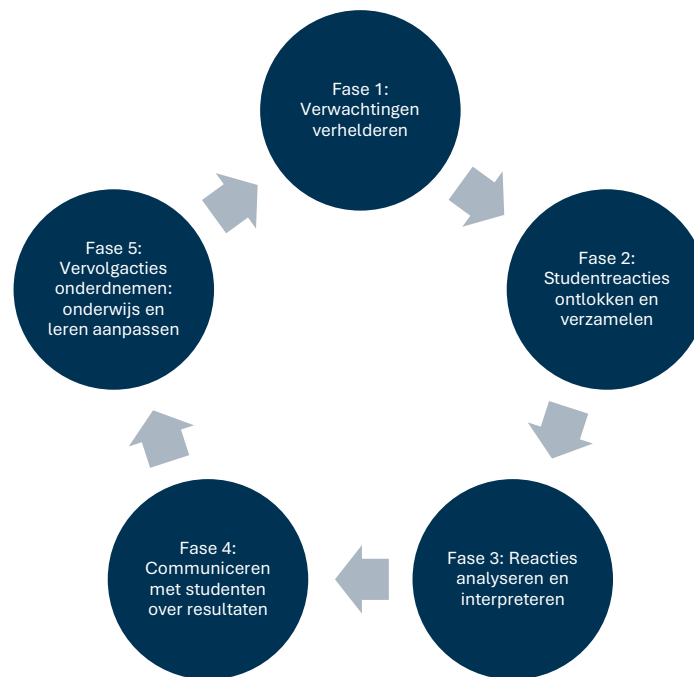 Fase 1:
Verwachtingen
verhelderen
Fase 2:
Studentreacties
ontlokken en
verzamelen
Fase 3: Reacties
analyseren en
interpreteren
Fase 4:
Communiceren
met studenten
over resultaten
Fase 5:
Vervolgacties
onderdnemen:
onderwijs en
leren aanpassen